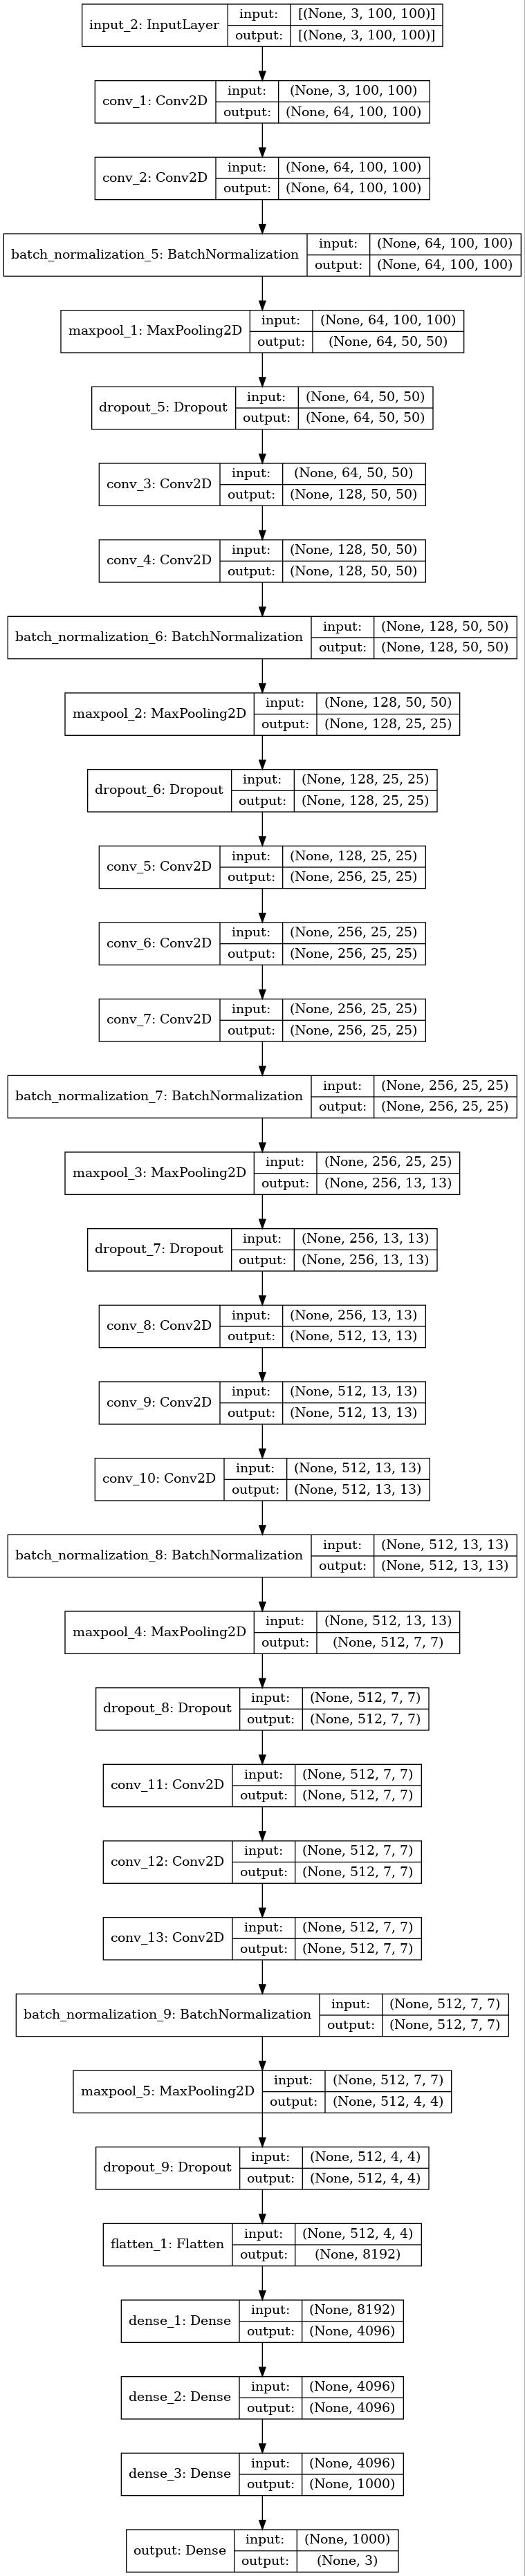 input_2: InputLayer input: [(None, 3, 100, 100)]
output: [(None, 3, 100, 100)]
conv_1: Conv2D input: (None, 3, 100, 100)
output: (None, 64, 100, 100)
conv_2: Conv2D input: (None, 64, 100, 100)
output: (None, 64, 100, 100)
batch_normalization_5: BatchNormalization input: (None, 64, 100, 100)
output: (None, 64, 100, 100)
maxpool_1: MaxPooling2D input: (None, 64, 100, 100)
output: (None, 64, 50, 50)
dropout_5: Dropout input: (None, 64, 50, 50)
output: (None, 64, 50, 50)
conv_3: Conv2D input: (None, 64, 50, 50)
output: (None, 128, 50, 50)
conv_4: Conv2D input: (None, 128, 50, 50)
output: (None, 128, 50, 50)
batch_normalization_6: BatchNormalization input: (None, 128, 50, 50)
output: (None, 128, 50, 50)
maxpool_2: MaxPooling2D input: (None, 128, 50, 50)
output: (None, 128, 25, 25)
dropout_6: Dropout input: (None, 128, 25, 25)
output: (None, 128, 25, 25)
conv_5: Conv2D input: (None, 128, 25, 25)
output: (None, 256, 25, 25)
conv_6: Conv2D input: (None, 256, 25, 25)
output: (None, 256, 25, 25)
conv_7: Conv2D input: (None, 256, 25, 25)
output: (None, 256, 25, 25)
batch_normalization_7: BatchNormalization input: (None, 256, 25, 25)
output: (None, 256, 25, 25)
maxpool_3: MaxPooling2D input: (None, 256, 25, 25)
output: (None, 256, 13, 13)
dropout_7: Dropout input: (None, 256, 13, 13)
output: (None, 256, 13, 13)
conv_8: Conv2D input: (None, 256, 13, 13)
output: (None, 512, 13, 13)
conv_9: Conv2D input: (None, 512, 13, 13)
output: (None, 512, 13, 13)
conv_10: Conv2D input: (None, 512, 13, 13)
output: (None, 512, 13, 13)
batch_normalization_8: BatchNormalization input: (None, 512, 13, 13)
output: (None, 512, 13, 13)
maxpool_4: MaxPooling2D input: (None, 512, 13, 13)
output: (None, 512, 7, 7)
dropout_8: Dropout input: (None, 512, 7, 7)
output: (None, 512, 7, 7)
conv_11: Conv2D input: (None, 512, 7, 7)
output: (None, 512, 7, 7)
conv_12: Conv2D input: (None, 512, 7, 7)
output: (None, 512, 7, 7)
conv_13: Conv2D input: (None, 512, 7, 7)
output: (None, 512, 7, 7)
batch_normalization_9: BatchNormalization input: (None, 512, 7, 7)
output: (None, 512, 7, 7)
maxpool_5: MaxPooling2D input: (None, 512, 7, 7)
output: (None, 512, 4, 4)
dropout_9: Dropout input: (None, 512, 4, 4)
output: (None, 512, 4, 4)
flatten_1: Flatten input: (None, 512, 4, 4)
output: (None, 8192)
dense_1: Dense input: (None, 8192)
output: (None, 4096)
dense_2: Dense input: (None, 4096)
output: (None, 4096)
dense_3: Dense input: (None, 4096)
output: (None, 1000)
output: Dense input: (None, 1000)
output: (None, 3)